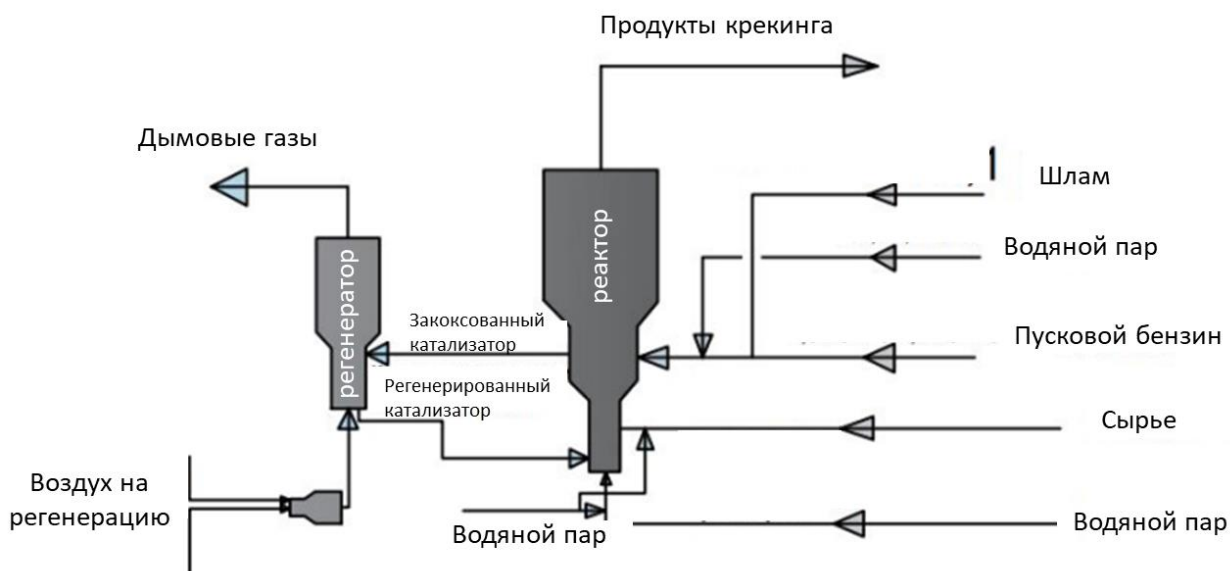 Продукты крекинга
Дымовые газы
Шлам
Водяной пар
регенератор
реактор
Закоксованный
катализатор
Пусковой бензин
Регенерированный
катализатор
Сырье
Воздух на
регенерацию
Водяной пар
Водяной пар